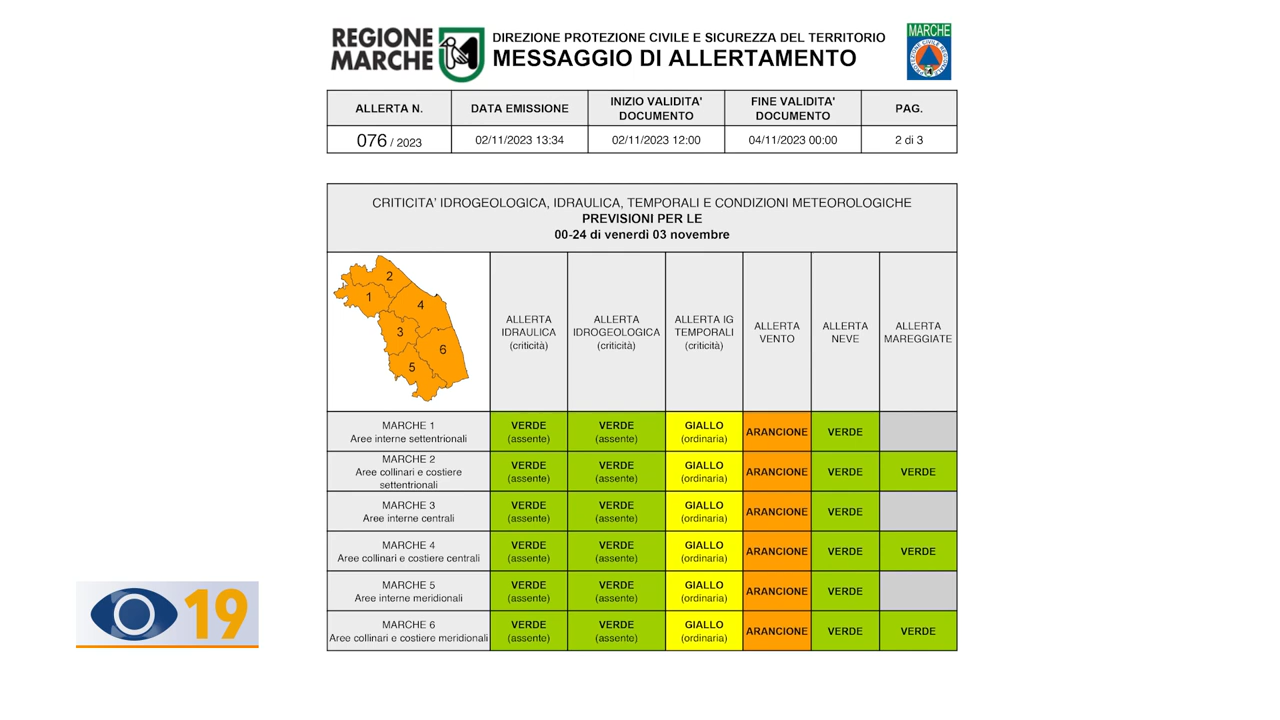 REGIONE
MARCHE
DIREZIONE PROTEZIONE CIVILE E SICUREZZA DEL TERRITORIO
MESSAGGIO DI ALLERTAMENTO
MARCHE
ALLERTA N.
DATA EMISSIONE
INIZIO VALIDITA'
DOCUMENTO
FINE VALIDITA'
DOCUMENTO
PAG.
076 / 2023
02/11/2023 13:34
02/11/2023 12:00
04/11/2023 00:00
2 di 3
CRITICITA' IDROGEOLOGICA, IDRAULICA, TEMPORALI E CONDIZIONI METEOROLOGICHE
PREVISIONI PER LE
00-24 di venerdì 03 novembre
2
1
4
3
6
5
ALLERTA
IDRAULICA
(criticità)
ALLERTA
IDROGEOLOGICA
(criticità)
ALLERTA IG
TEMPORALI
(criticità)
ALLERTA
VENTO
ALLERTA
NEVE
ALLERTA
MAREGGIATE
MARCHE 1
Aree interne settentrionali
VERDE
(assente)
VERDE
(assente)
GIALLO
(ordinaria)
ARANCIONE
VERDE
MARCHE 2
Aree collinari e costiere
settentrionali
VERDE
(assente)
VERDE
(assente)
GIALLO
(ordinaria)
ARANCIONE
VERDE
VERDE
MARCHE 3
Aree interne centrali
VERDE
(assente)
VERDE
(assente)
GIALLO
(ordinaria)
ARANCIONE
VERDE
MARCHE 4
Aree collinari e costiere centrali
VERDE
(assente)
VERDE
(assente)
GIALLO
(ordinaria)
ARANCIONE
VERDE
VERDE
MARCHE 5
Aree interne meridionali
VERDE
(assente)
VERDE
(assente)
GIALLO
(ordinaria)
ARANCIONE
VERDE
MARCHE 6
Aree collinari e costiere meridionali
VERDE
(assente)
VERDE
(assente)
GIALLO
(ordinaria)
ARANCIONE
VERDE
VERDE
19